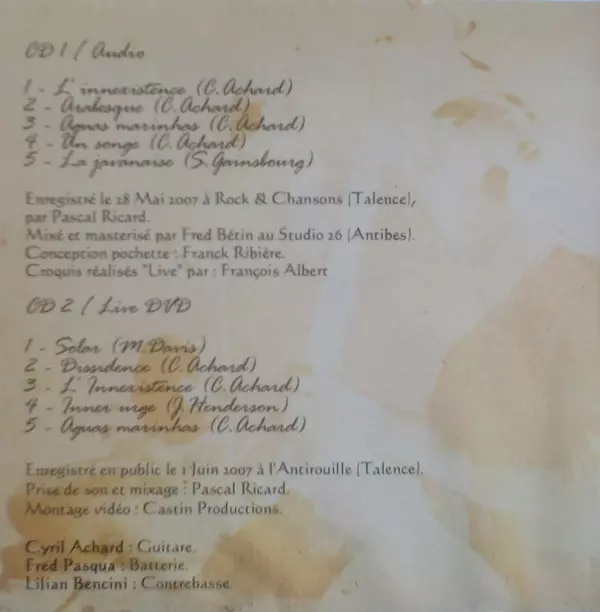 CD 1 / Audio
1 - L'innexistence (C. Achard)
2 - Arabesque (C. Achard)
3 - Aguas marinhas (C. Achard)
4 - Un songe (C. Achard)
5 - La javanaise (S. Gainsbourg)
Enregistré le 28 Mai 2007 à Rock & Chansons (Talence),
par Pascal Ricard.
Mixé et masterisé par Fred Bétin au Studio 26 (Antibes).
Conception pochette : Franck Ribière.
Croquis réalisés "Live" par : François Albert
CD 2 / Live DVD
1 - Solar (M. Davis)
2 - Dissidence (C. Achard)
3 - L'Innexistence (C. Achard)
4 - Inner urge (J. Henderson)
5 - Aguas marinhas (C. Achard)
Enregistré en public le 1 Juin 2007 à l'Antirouille (Talence).
Prise de son et mixage : Pascal Ricard.
Montage vidéo : Castin Productions.
Cyril Achard : Guitare.
Fred Pasqua : Batterie.
Lilian Bencini : Contrebasse.